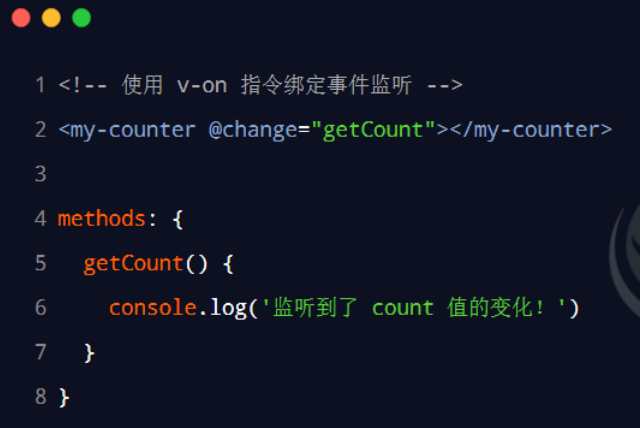 1 <!-- 使用 v-on 指令绑定事件监听 -->
2 <my-counter @change="getCount"></my-counter>
3
4 methods: {
5   getCount() {
6     console.log('监听到了 count 值的变化！')
7   }
8 }